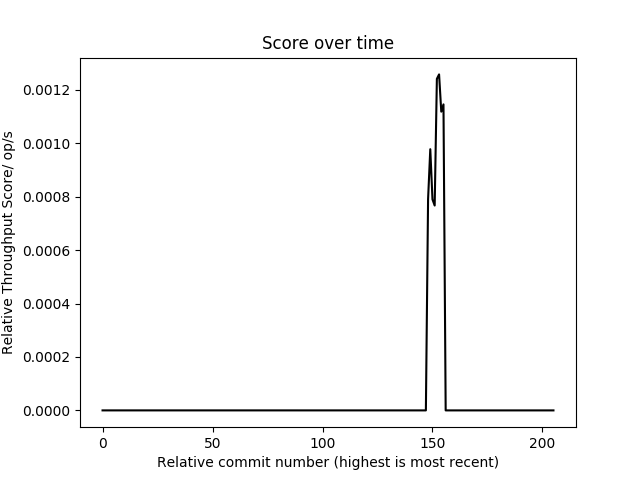 Score over time
Relative Throughput Score/ op/s
0.0012
0.0010
0.0008
0.0006
0.0004
0.0002
0.0000
0 50 100 150 200
Relative commit number (highest is most recent)